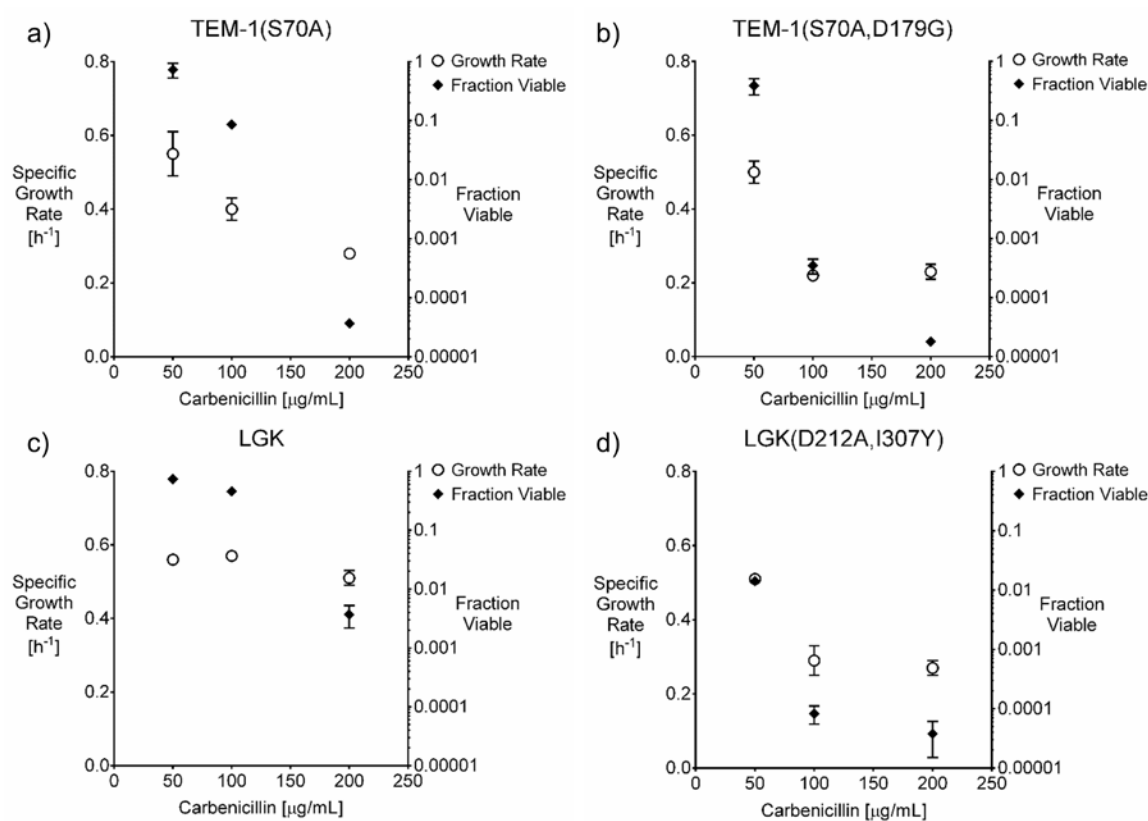 a)
TEM-1(S70A)
Growth Rate
Fraction Viable
Specific
Growth
Rate
[h⁻¹]
0.8
0.6
0.4
0.2
0.0
1
0.1
0.01
0.001
0.0001
0.00001
Fraction
Viable
0 50 100 150 200 250
Carbenicillin [µg/mL]
b)
TEM-1(S70A,D179G)
Growth Rate
Fraction Viable
Specific
Growth
Rate
[h⁻¹]
0.8
0.6
0.4
0.2
0.0
1
0.1
0.01
0.001
0.0001
0.00001
Fraction
Viable
0 50 100 150 200 250
Carbenicillin [µg/mL]
c)
LGK
Growth Rate
Fraction Viable
Specific
Growth
Rate
[h⁻¹]
0.8
0.6
0.4
0.2
0.0
1
0.1
0.01
0.001
0.0001
0.00001
Fraction
Viable
0 50 100 150 200 250
Carbenicillin [µg/mL]
d)
LGK(D212A,I307Y)
Growth Rate
Fraction Viable
Specific
Growth
Rate
[h⁻¹]
0.8
0.6
0.4
0.2
0.0
1
0.1
0.01
0.001
0.0001
0.00001
Fraction
Viable
0 50 100 150 200 250
Carbenicillin [µg/mL]